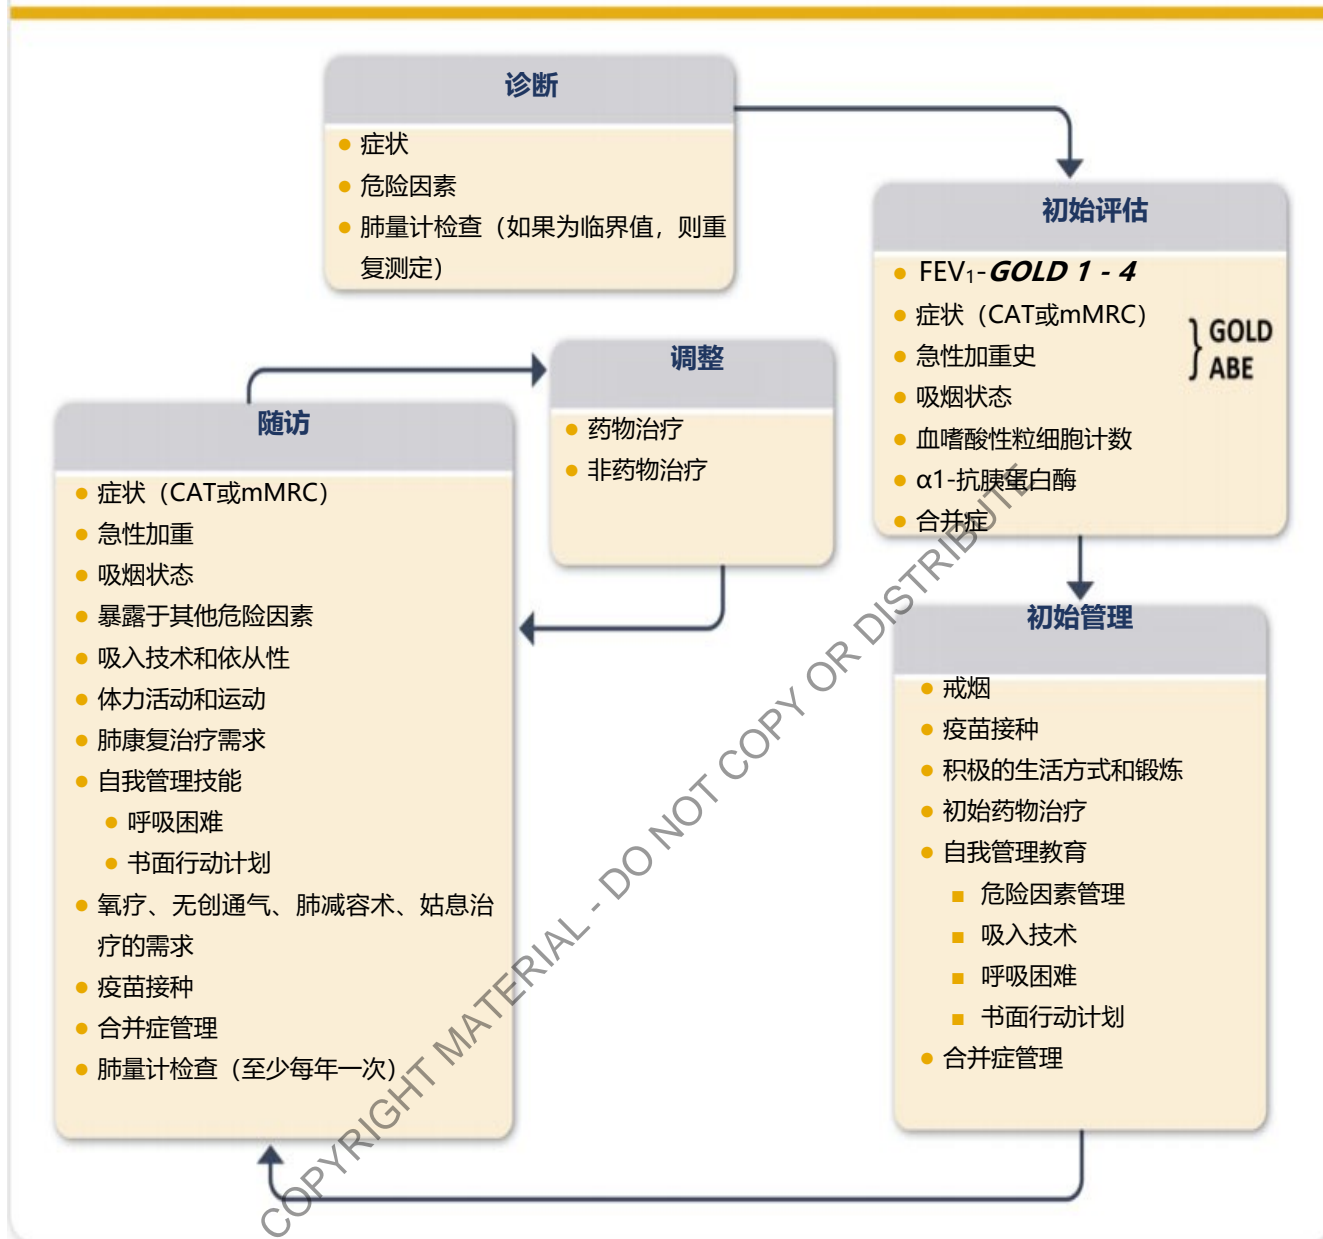 诊断
症状
危险因素
肺量计检查（如果为临界值，则重
复测定）
初始评估
FEV₁-GOLD 1 - 4
症状（CAT或mMRC）
急性加重史
吸烟状态
血嗜酸性粒细胞计数
α1-抗胰蛋白酶
合并症
GOLD
ABE
初始管理
戒烟
疫苗接种
积极的生活方式和锻炼
初始药物治疗
自我管理教育
危险因素管理
吸入技术
呼吸困难
书面行动计划
合并症管理
随访
症状（CAT或mMRC）
急性加重
吸烟状态
暴露于其他危险因素
吸入技术和依从性
体力活动和运动
肺康复治疗需求
自我管理技能
呼吸困难
书面行动计划
氧疗、无创通气、肺减容术、姑息治
疗的需求
疫苗接种
合并症管理
肺量计检查（至少每年一次）
调整
药物治疗
非药物治疗
COPYRIGHT MATERIAL - DO NOT COPY OR DISTRIBUTE